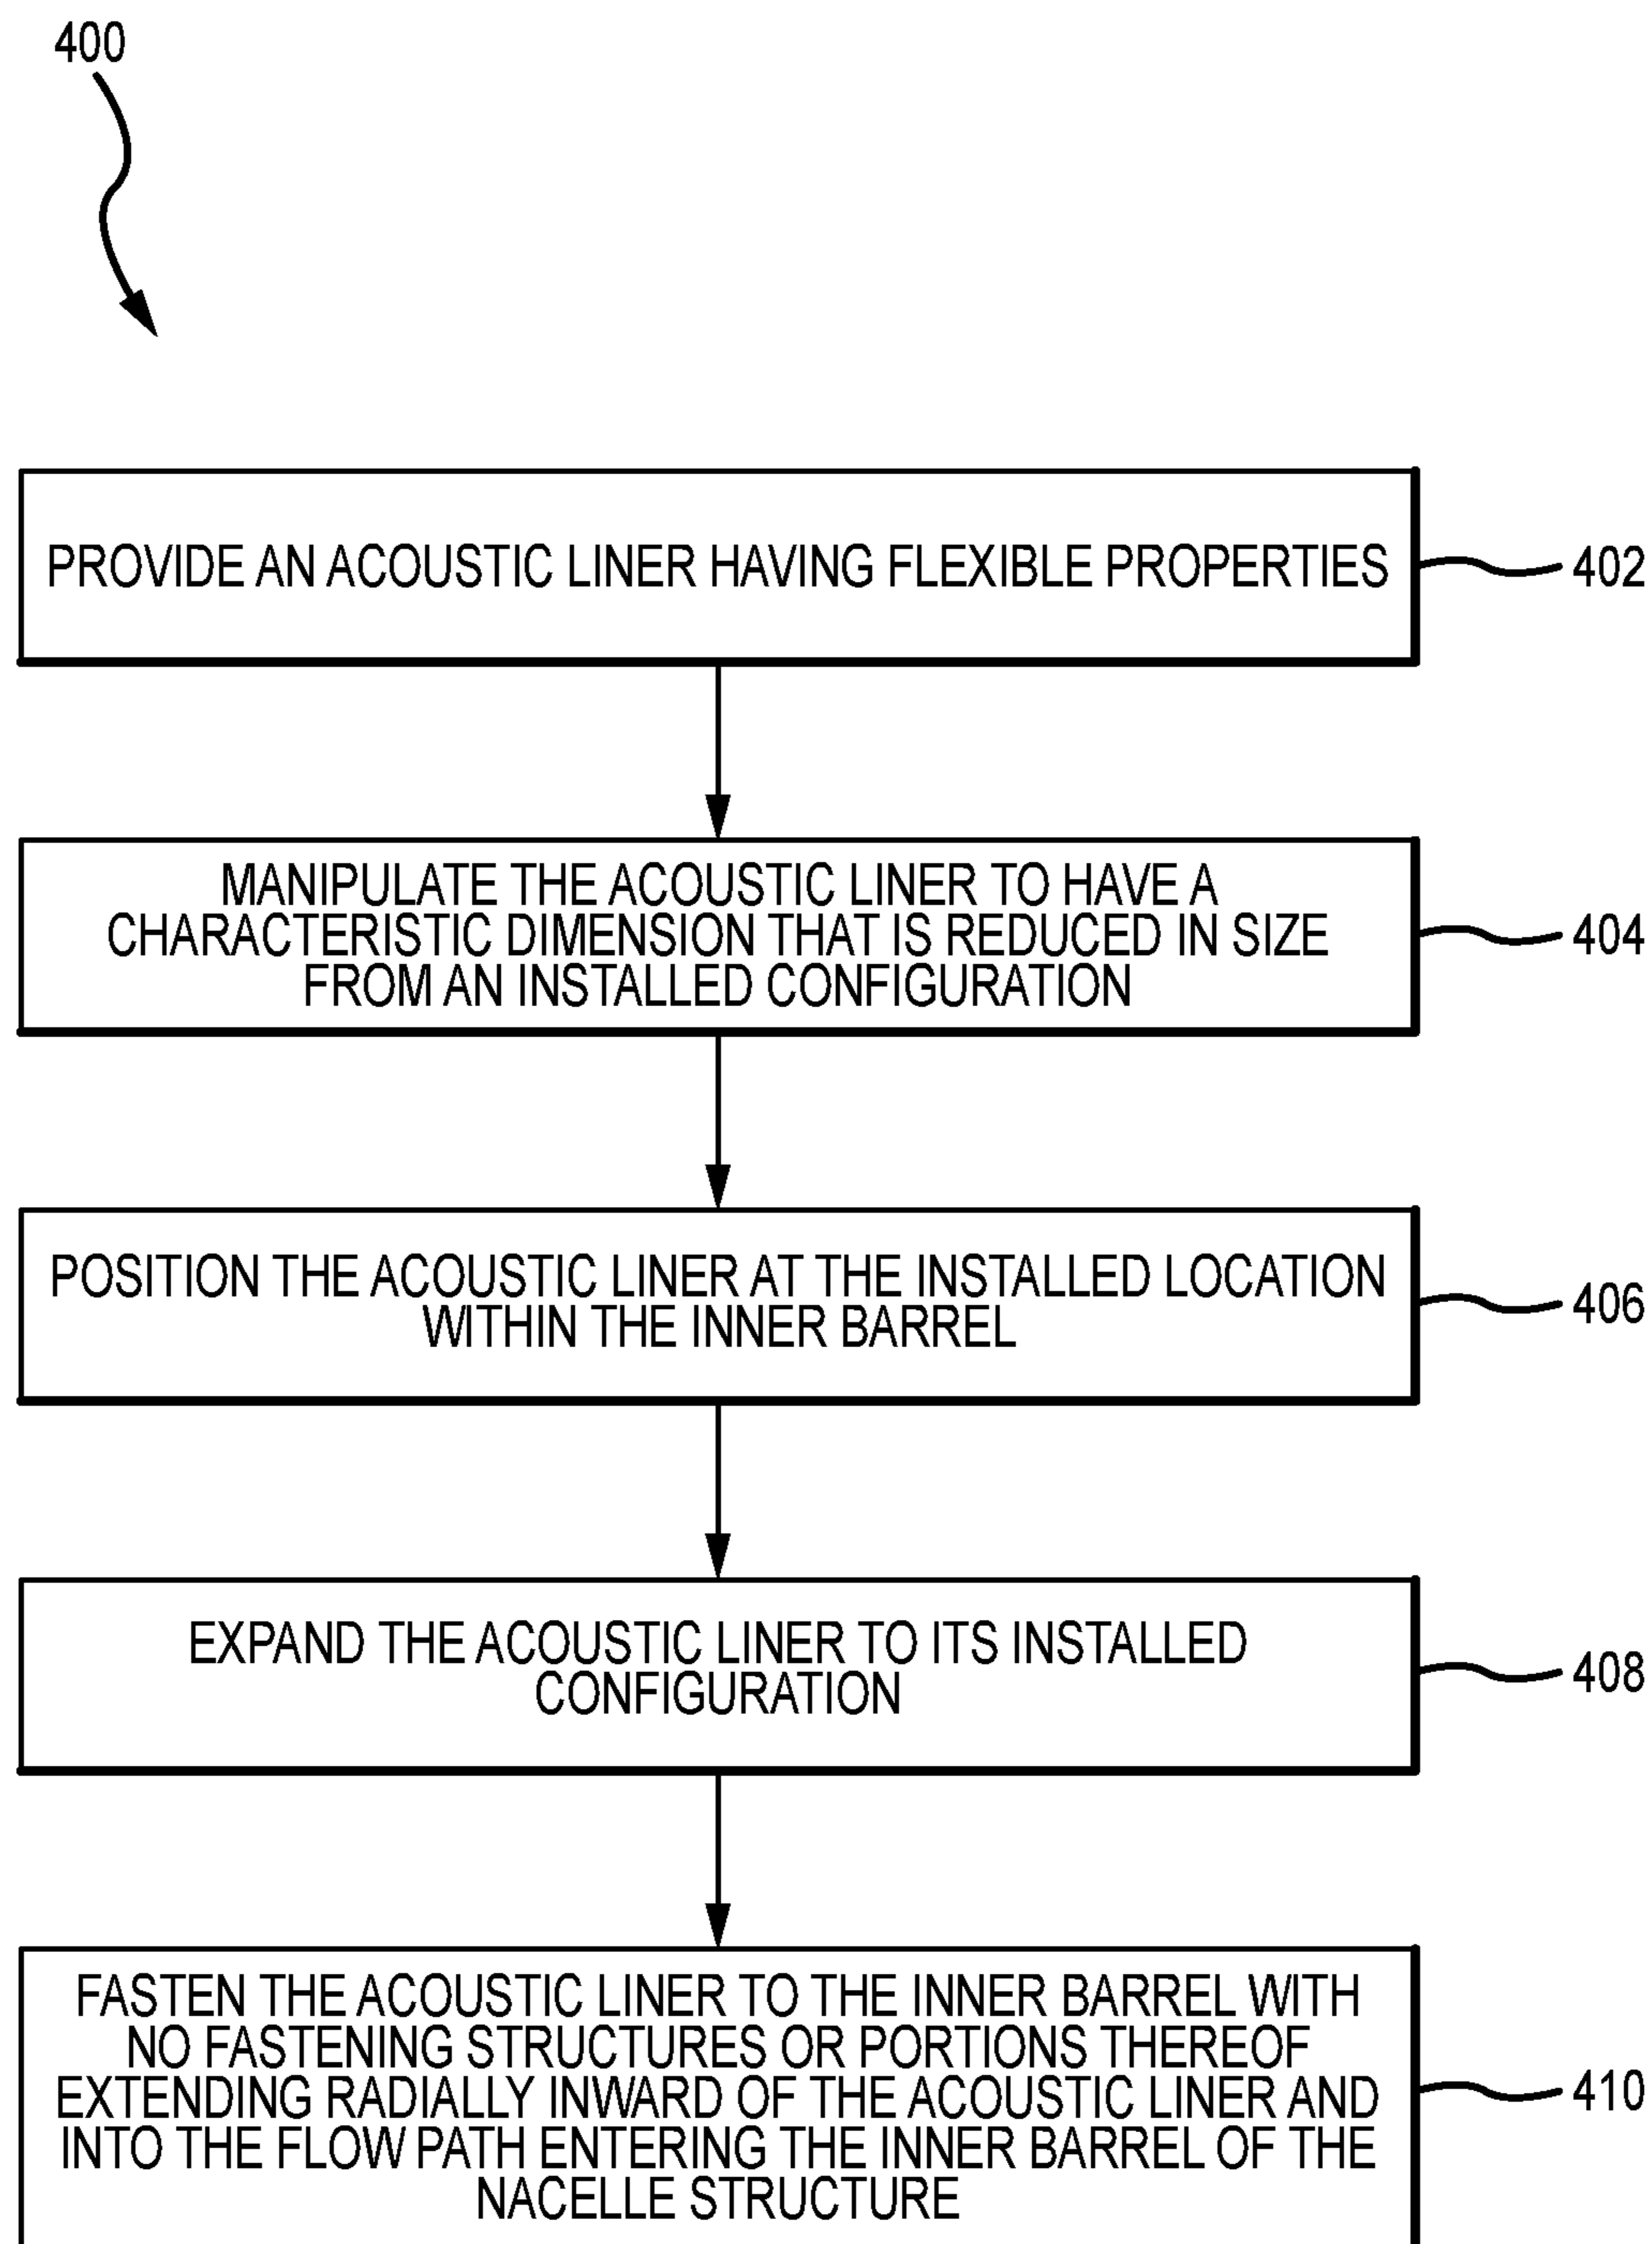 400
PROVIDE AN ACOUSTIC LINER HAVING FLEXIBLE PROPERTIES
402
MANIPULATE THE ACOUSTIC LINER TO HAVE A
CHARACTERISTIC DIMENSION THAT IS REDUCED IN SIZE
FROM AN INSTALLED CONFIGURATION
404
POSITION THE ACOUSTIC LINER AT THE INSTALLED LOCATION
WITHIN THE INNER BARREL
406
EXPAND THE ACOUSTIC LINER TO ITS INSTALLED
CONFIGURATION
408
FASTEN THE ACOUSTIC LINER TO THE INNER BARREL WITH
NO FASTENING STRUCTURES OR PORTIONS THEREOF
EXTENDING RADIALLY INWARD OF THE ACOUSTIC LINER AND
INTO THE FLOW PATH ENTERING THE INNER BARREL OF THE
NACELLE STRUCTURE
410